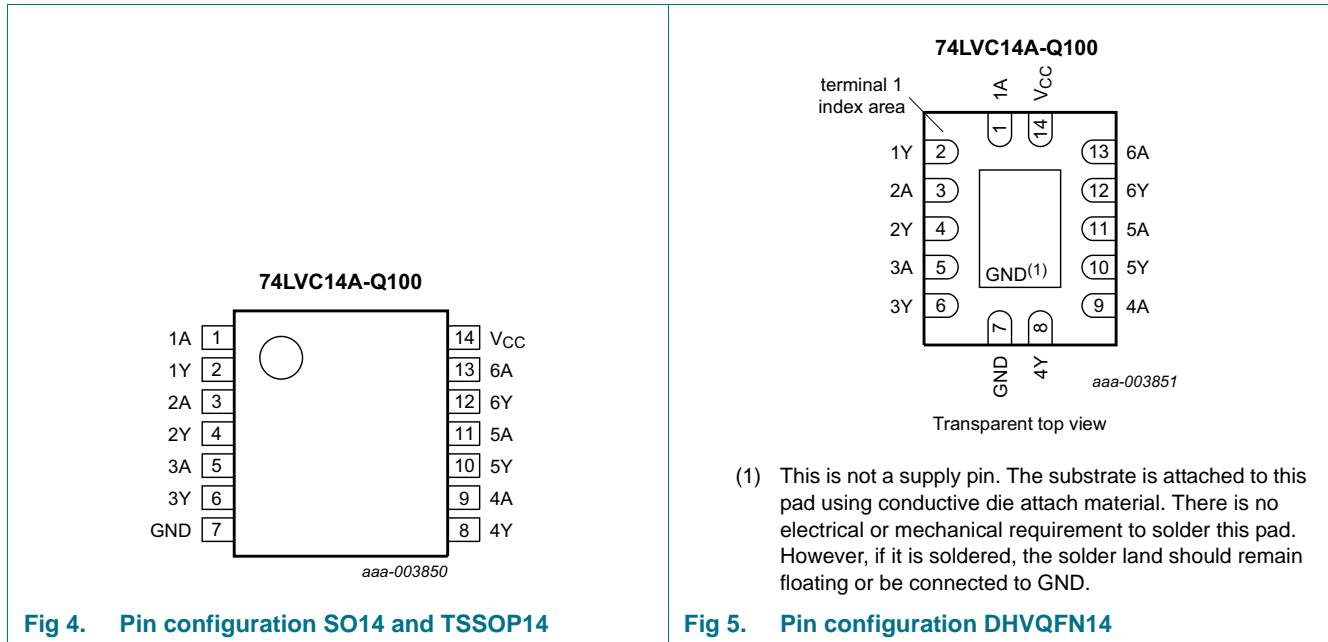 74LVC14A-Q100
1A 1 14 VCC
1Y 2 13 6A
2A 3 12 6Y
2Y 4 11 5A
3A 5 10 5Y
3Y 6 9 4A
GND 7 8 4Y
aaa-003850
Fig 4. Pin configuration SO14 and TSSOP14
74LVC14A-Q100
terminal 1
index area
1A VCC
1 14
1Y 2 13 6A
2A 3 12 6Y
2Y 4 11 5A
3A 5 10 5Y
GND(1)
3Y 6 9 4A
7 8
GND 4Y
aaa-003851
Transparent top view
(1) This is not a supply pin. The substrate is attached to this
pad using conductive die attach material. There is no
electrical or mechanical requirement to solder this pad.
However, if it is soldered, the solder land should remain
floating or be connected to GND.
Fig 5. Pin configuration DHVQFN14